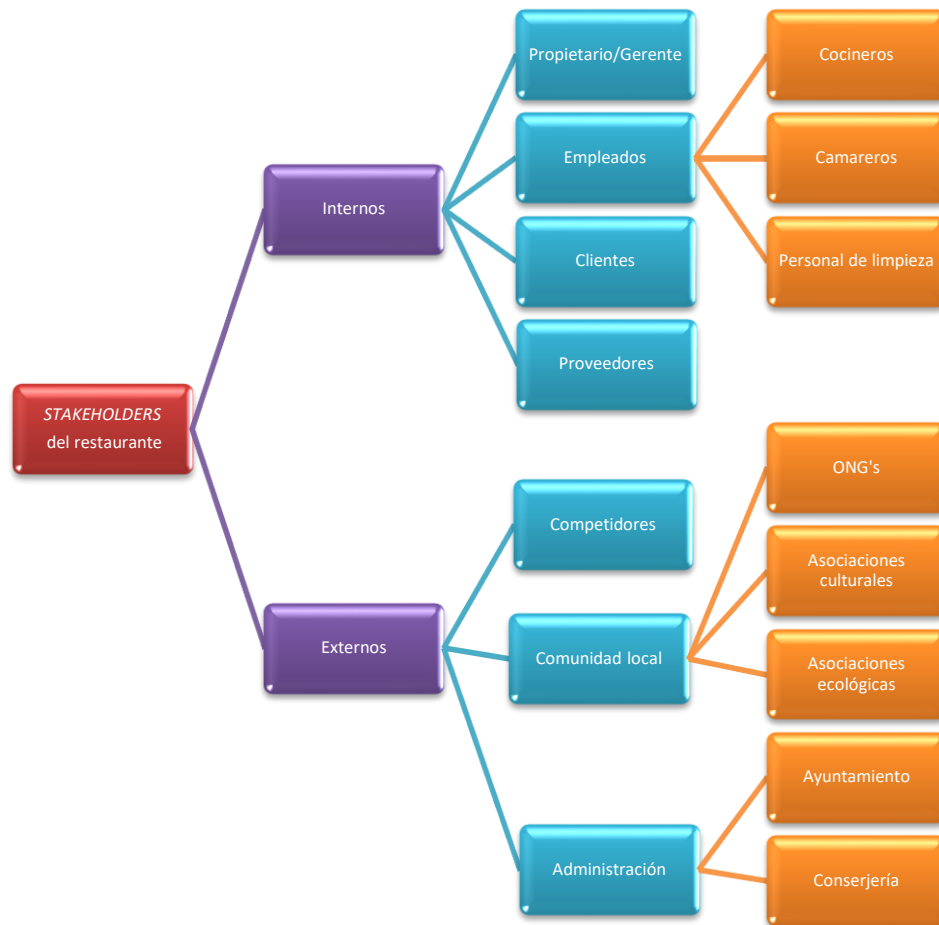 STAKEHOLDERS
del restaurante
Internos
Propietario/Gerente
Empleados
Cocineros
Camareros
Personal de limpieza
Clientes
Proveedores
Externos
Competidores
Comunidad local
ONG's
Asociaciones
culturales
Asociaciones
ecológicas
Administración
Ayuntamiento
Conserjería